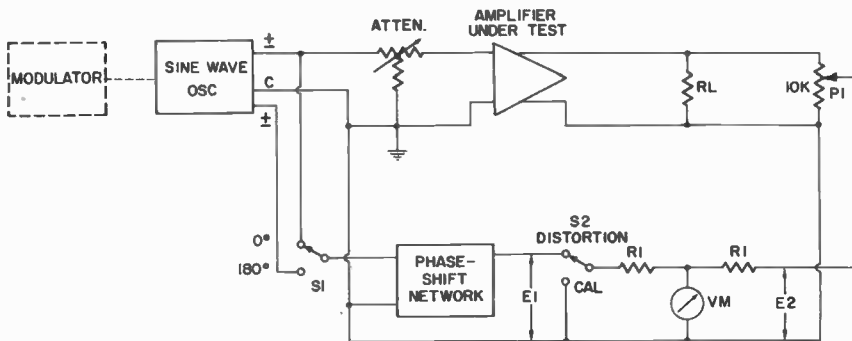 MODULATOR
SINE WAVE
OSC
±
C
±
ATTEN.
AMPLIFIER
UNDER TEST
RL
10K
P1
0°
180°
S1
PHASE-
SHIFT
NETWORK
E1
S2
DISTORTION
CAL
R1
R1
VM
E2